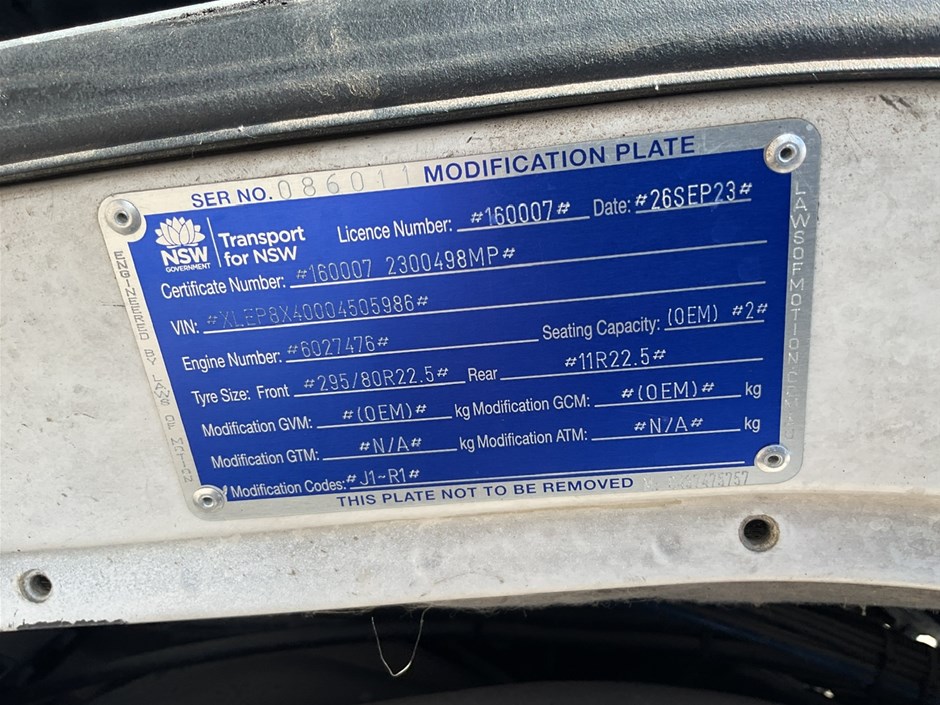 SER NO. 086011 MODIFICATION PLATE
NSW GOVERNMENT
Transport for NSW
Licence Number: #160007# Date: #26SEP23#
Certificate Number: #160007 2300498MP#
VIN: #XLEP8X40004505986#
Engine Number: #6027476# Seating Capacity: (OEM) #2#
Tyre Size: Front #295/80R22.5# Rear #11R22.5#
Modification GVM: #(OEM)# kg Modification GCM: #(OEM)# kg
Modification GTM: #N/A# kg Modification ATM: #N/A# kg
Modification Codes: #J1~R1#
THIS PLATE NOT TO BE REMOVED
ENGINEERED BY LAWS OF MOTION
LAWSOFMOTION